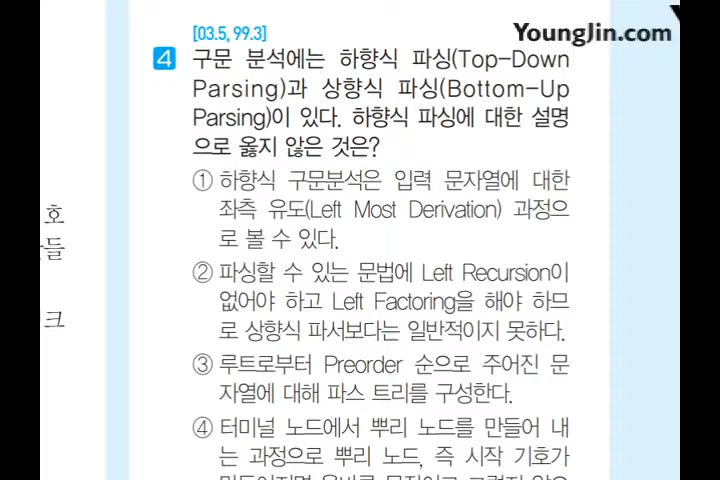 YoungJin.com
[03.5, 99.3]
4 구문 분석에는 하향식 파싱(Top-Down
Parsing)과 상향식 파싱(Bottom-Up
Parsing)이 있다. 하향식 파싱에 대한 설명
으로 옳지 않은 것은?
① 하향식 구문분석은 입력 문자열에 대한
좌측 유도(Left Most Derivation) 과정으
로 볼 수 있다.
② 파싱할 수 있는 문법에 Left Recursion이
없어야 하고 Left Factoring을 해야 하므
로 상향식 파서보다는 일반적이지 못하다.
③ 루트로부터 Preorder 순으로 주어진 문
자열에 대해 파스 트리를 구성한다.
④ 터미널 노드에서 뿌리 노드를 만들어 내
는 과정으로 뿌리 노드, 즉 시작 기호가
호
들
크